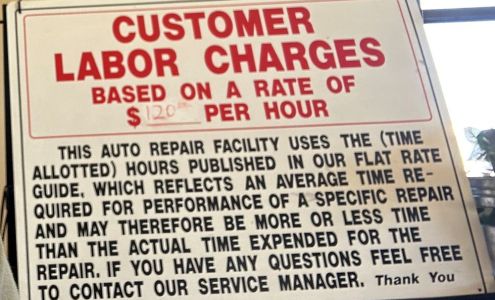 CUSTOMER
LABOR CHARGES
BASED ON A RATE OF
$ 120.00 PER HOUR
THIS AUTO REPAIR FACILITY USES THE (TIME
ALLOTTED) HOURS PUBLISHED IN OUR FLAT RATE
GUIDE, WHICH REFLECTS AN AVERAGE TIME RE-
QUIRED FOR PERFORMANCE OF A SPECIFIC REPAIR
AND MAY THEREFORE BE MORE OR LESS TIME
THAN THE ACTUAL TIME EXPENDED FOR THE
REPAIR. IF YOU HAVE ANY QUESTIONS FEEL FREE
TO CONTACT OUR SERVICE MANAGER. Thank You